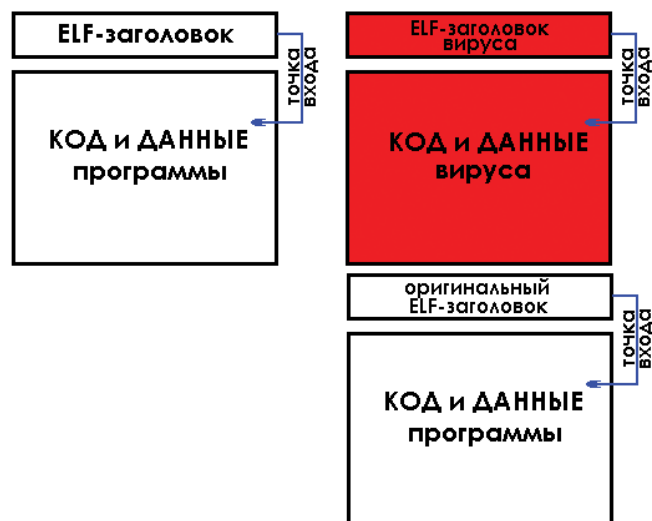 ELF-заголовок
точка
входа
КОД и ДАННЫЕ
программы
ELF-заголовок
вируса
точка
входа
КОД и ДАННЫЕ
вируса
оригинальный
ELF-заголовок
точка
входа
КОД и ДАННЫЕ
программы